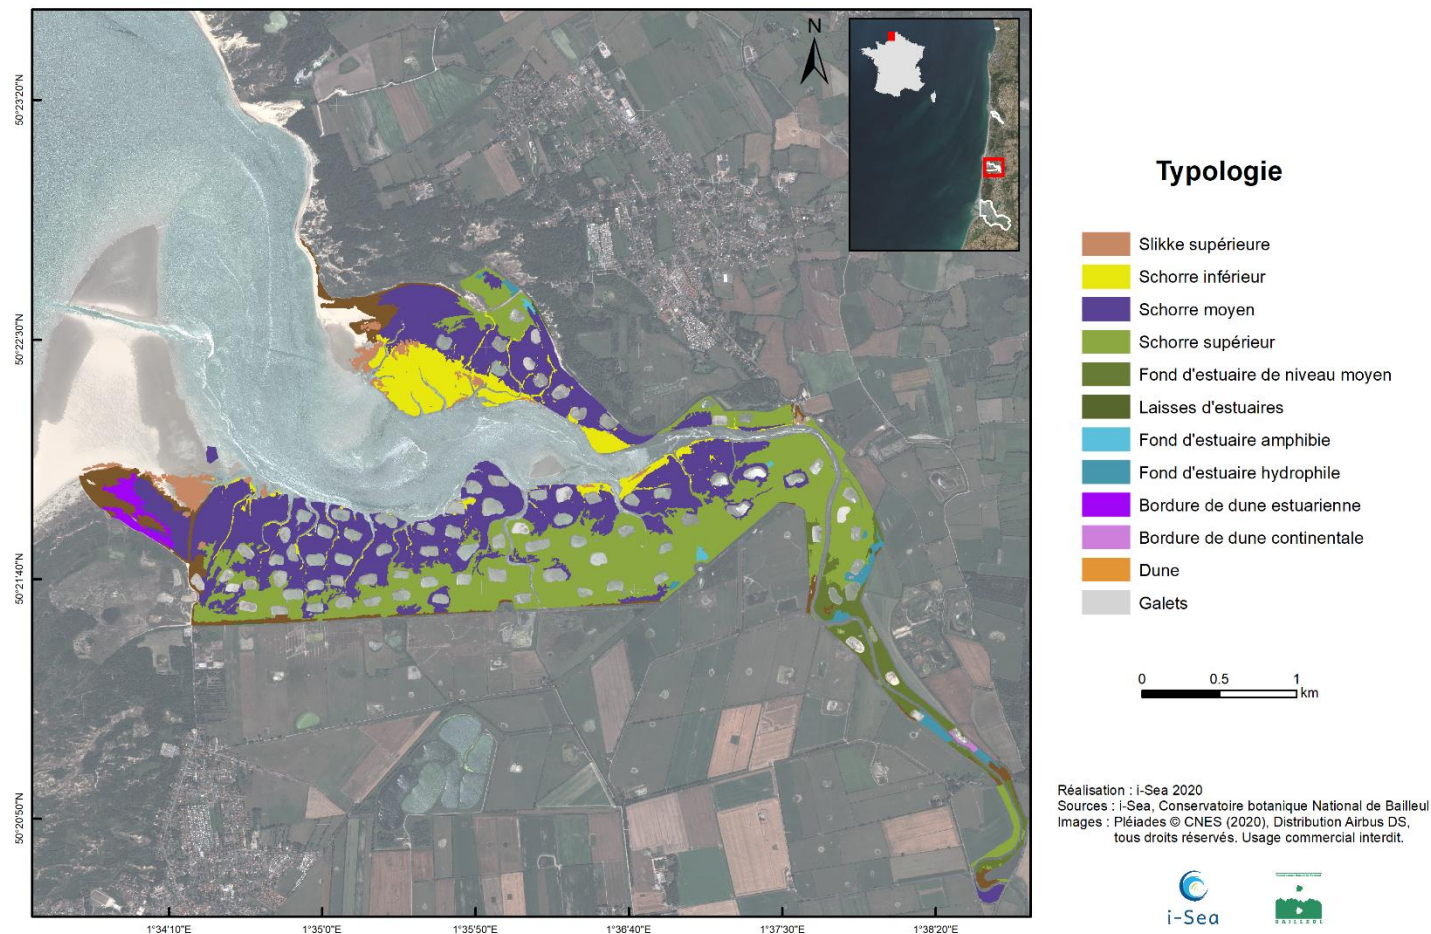 N
50°23'20"N
50°22'30"N
50°21'40"N
50°20'50"N
1°34'10"E
1°35'0"E
1°35'50"E
1°36'40"E
1°37'30"E
1°38'20"E
Typologie
Slikke supérieure
Schorre inférieur
Schorre moyen
Schorre supérieur
Fond d'estuaire de niveau moyen
Laisses d'estuaires
Fond d'estuaire amphibie
Fond d'estuaire hydrophile
Bordure de dune estuarienne
Bordure de dune continentale
Dune
Galets
0 0.5 1
km
Réalisation : i-Sea 2020
Sources : i-Sea, Conservatoire botanique National de Bailleul
Images : Pléiades © CNES (2020), Distribution Airbus DS,
tous droits réservés. Usage commercial interdit.
i-Sea
BAILLEUL